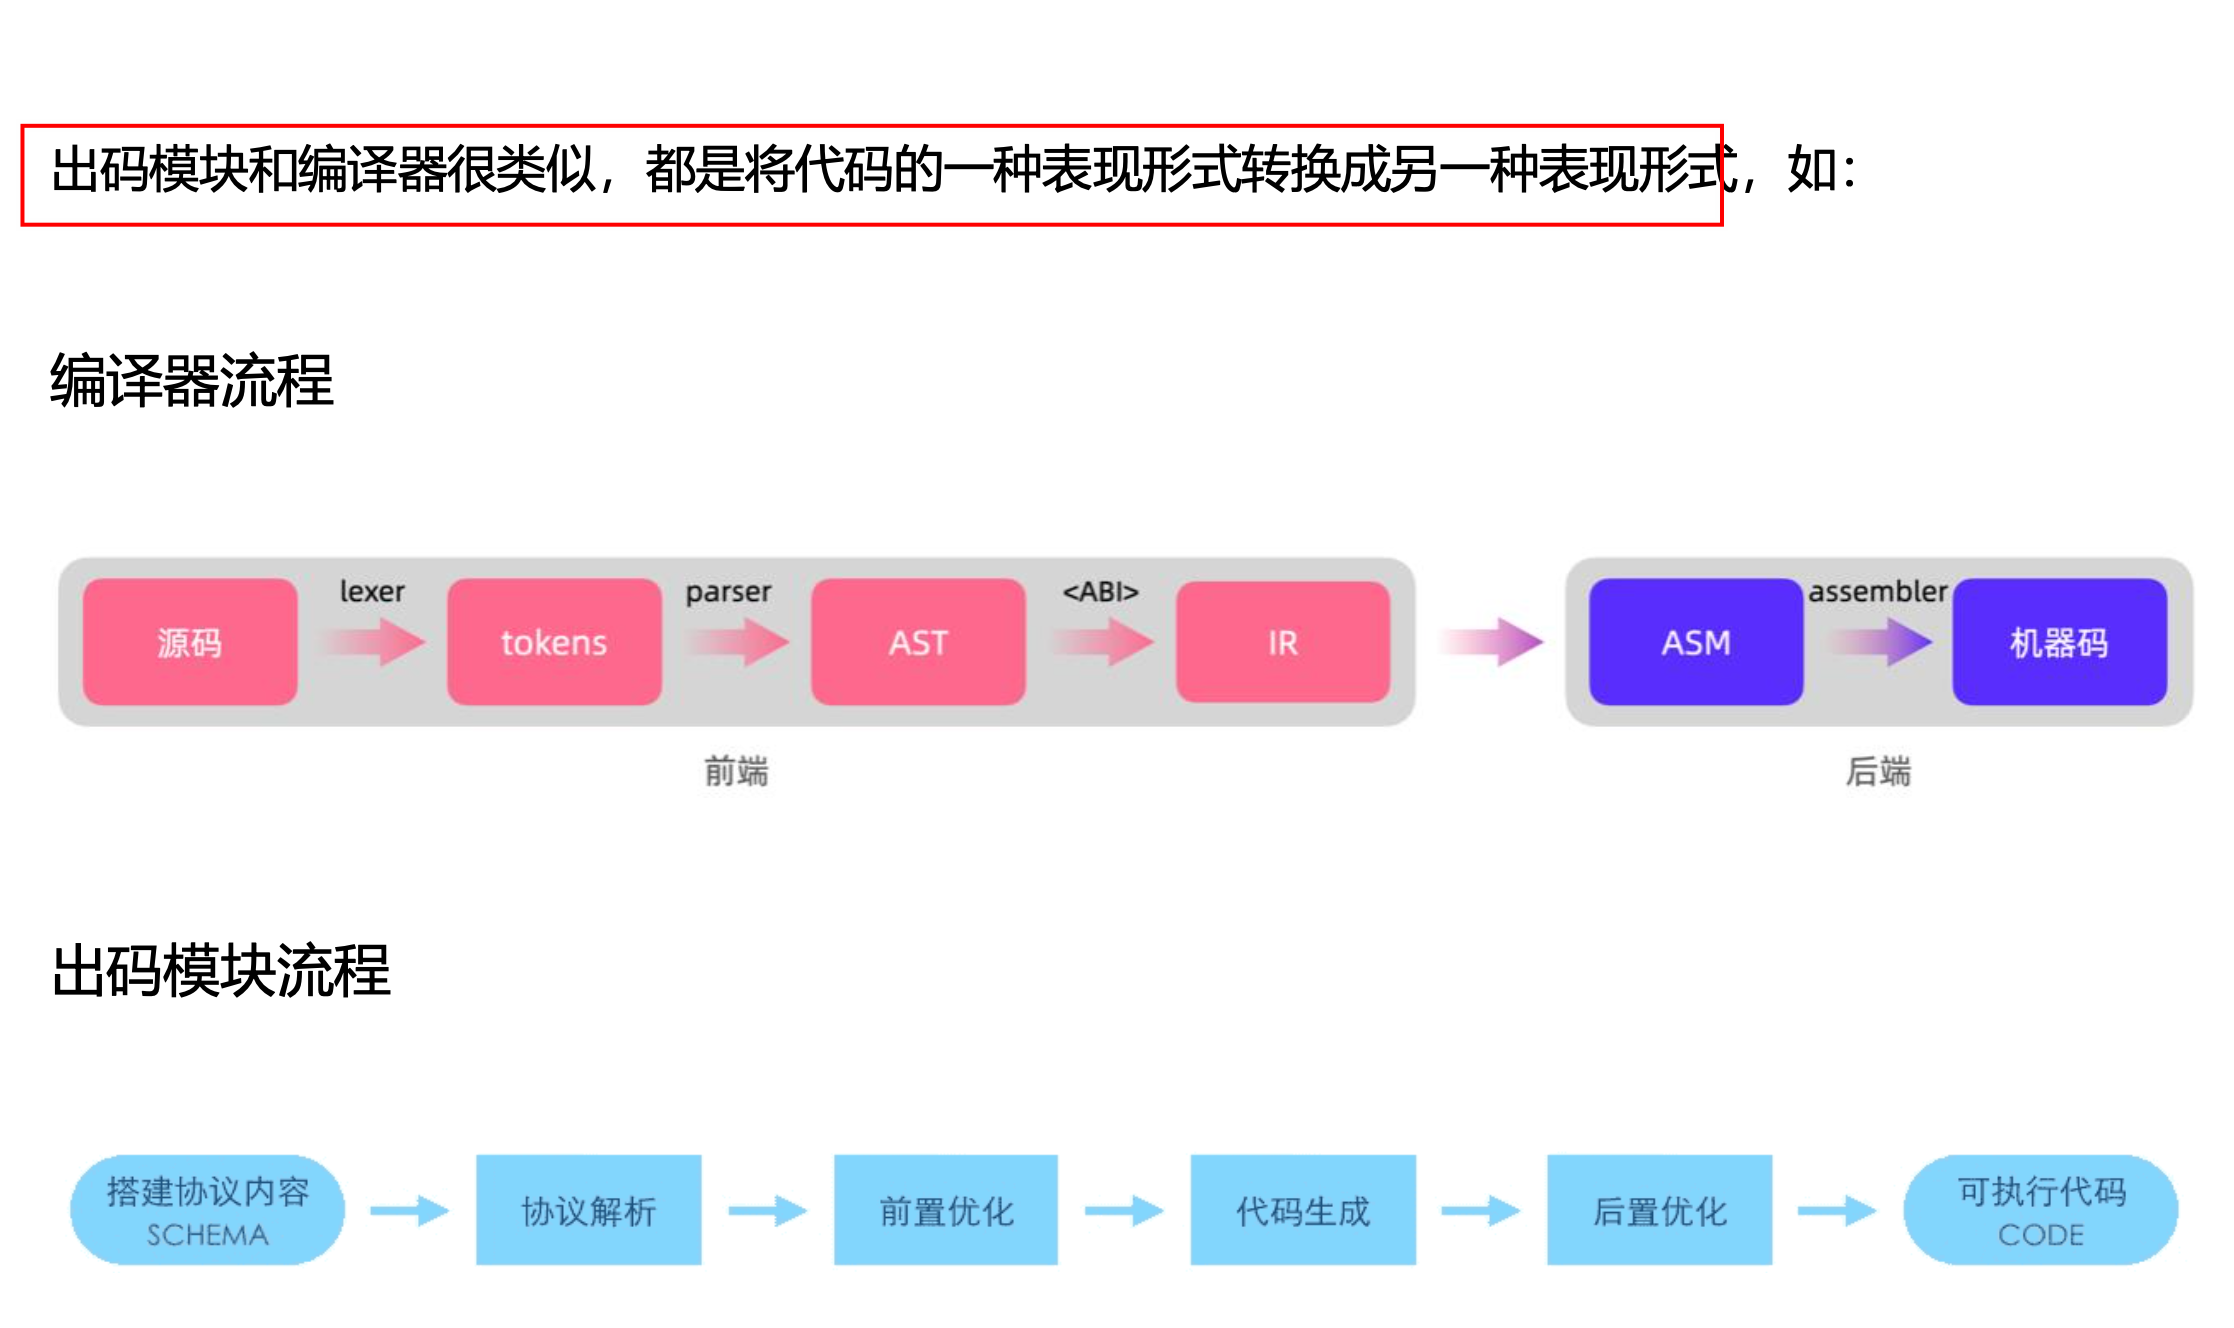 出码模块和编译器很类似，都是将代码的一种表现形式转换成另一种表现形式，如：
编译器流程
lexer parser <ABI> assembler
源码 tokens AST IR ASM 机器码
前端 后端
出码模块流程
搭建协议内容 协议解析 前置优化 代码生成 后置优化 可执行代码
SCHEMA CODE